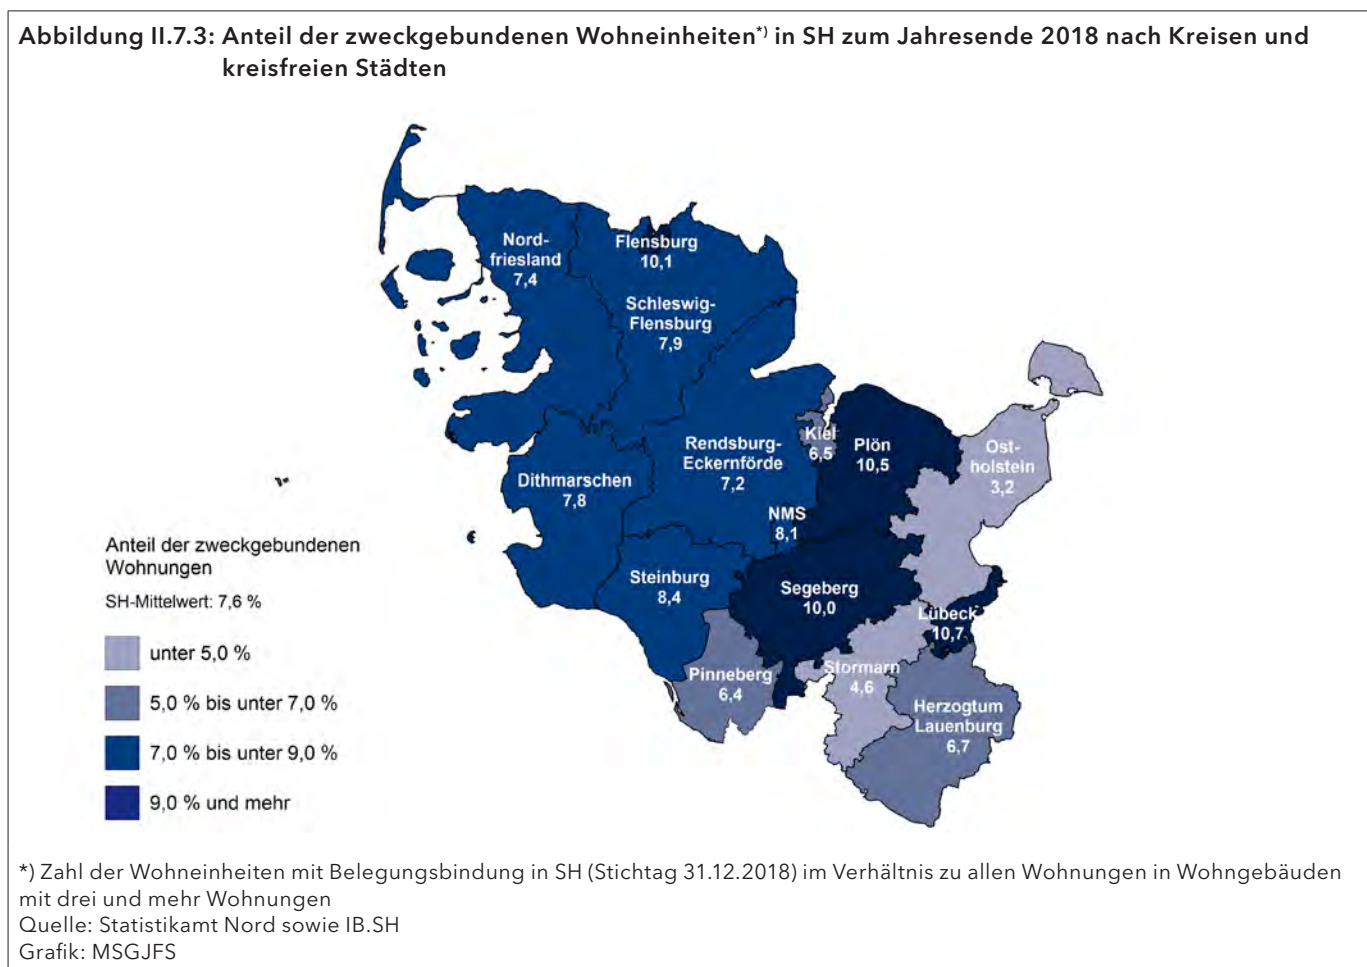 Abbildung II.7.3: Anteil der zweckgebundenen Wohneinheiten*) in SH zum Jahresende 2018 nach Kreisen und
kreisfreien Städten
Nord-
friesland
7,4
Flensburg
10,1
Schleswig-
Flensburg
7,9
Rendsburg-
Eckernförde
7,2
Kiel
6,5
Plön
10,5
Ost-
holstein
3,2
Dithmarschen
7,8
NMS
8,1
Steinburg
8,4
Segeberg
10,0
Lübeck
10,7
Pinneberg
6,4
Stormarn
4,6
Herzogtum
Lauenburg
6,7
Anteil der zweckgebundenen
Wohnungen
SH-Mittelwert: 7,6 %
unter 5,0 %
5,0 % bis unter 7,0 %
7,0 % bis unter 9,0 %
9,0 % und mehr
*) Zahl der Wohneinheiten mit Belegungsbindung in SH (Stichtag 31.12.2018) im Verhältnis zu allen Wohnungen in Wohngebäuden
mit drei und mehr Wohnungen
Quelle: Statistikamt Nord sowie IB.SH
Grafik: MSGJFS